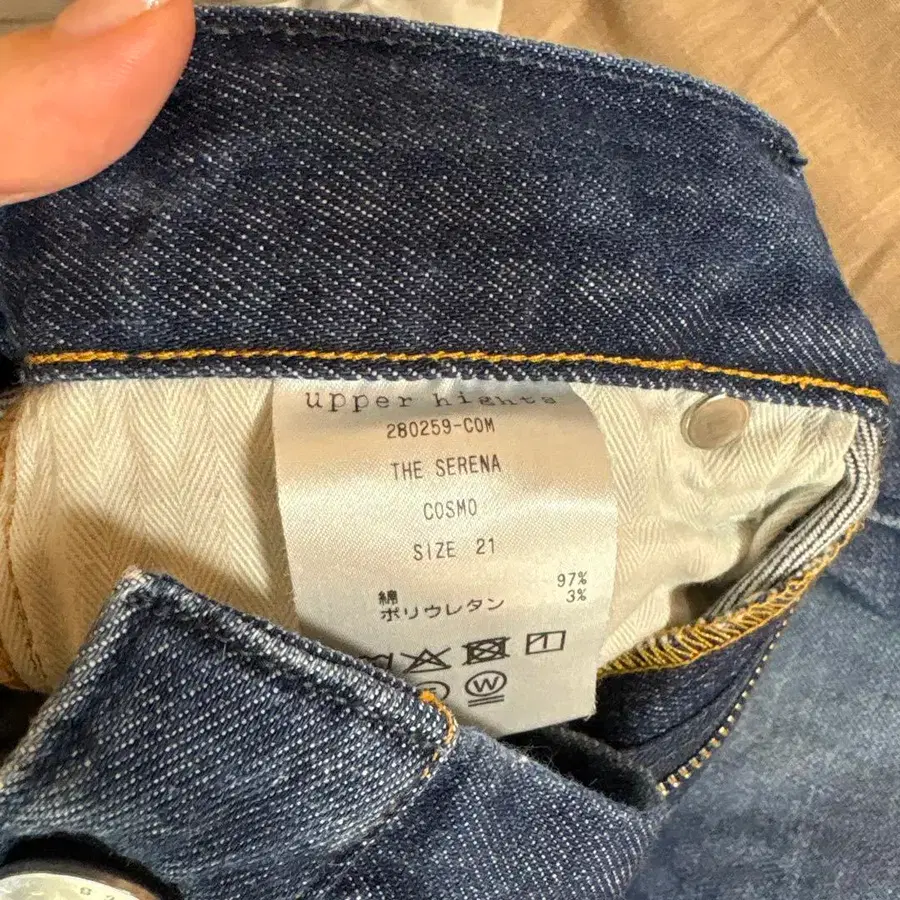 upper hights
280259-COM
THE SERENA
COSMO
SIZE 21
綿 97%
ポリウレタン 3%
W